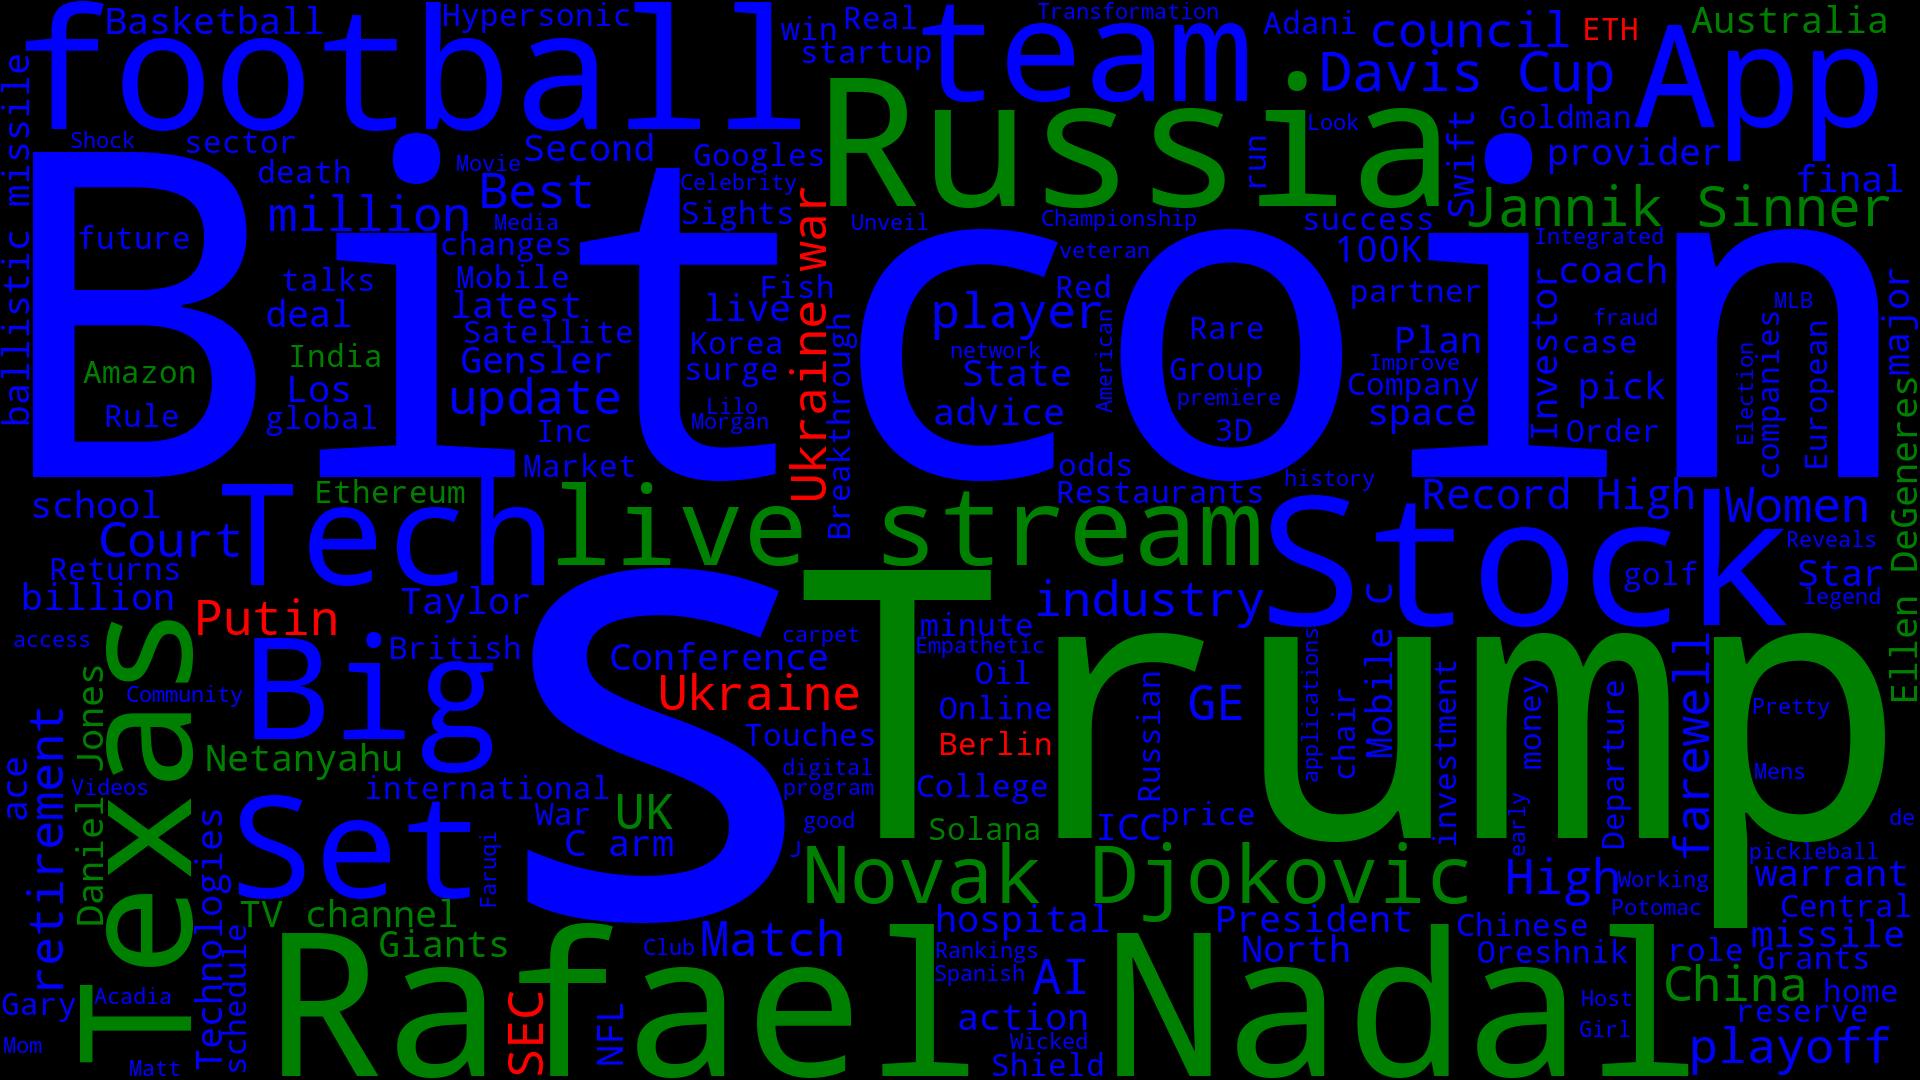 football
Basketball
Hypersonic
win
Real
startup
team
Transformation
Adani
council
ETH
Australia
App
Davis Cup
ballistic missile
Shock
sector
death
Movie
Second
Googles
Celebrity
Sights
Russia
run
Look
Swift
Goldman
provider
final
Jannik Sinner
million
Best
Media
changes
Unveil
Championship
veteran
success
100K
Integrated
Bitcoin
future
talks
deal
Mobile
latest
Satellite
Gensler
update
Fish
live
Korea
surge
Lilo
Morgan
Ukraine war
Breakthrough
player
Red
network
State
advice
American
Rare
Group
premiere
3D
partner
Plan
Improve
Company
space
Investor
coach
fraud
case
pick
Order
MLB
Election
companies
European
major
Amazon
Rule
India
Los
global
Inc
Market
odds
Restaurants
history
Record High
Women
Reveals
Ellen DeGeneres
school
Court
Returns
billion
Tech
Ethereum
live stream
Stock
golf
Star
legend
Putin
Taylor
access
British
Big
Community
Texas
Daniel Jones
retirement
ace
Videos
Netanyahu
international
s
Conference
Ukraine
carpet
Touches
digital
program
good
J
War
UK
C arm
Trump
minute
Empathetic
industry
Oil
Online
Berlin
College
Solana
Russian
GE
ICC
price
applications
chair
Mobile C
investment
money
early
Departure
farewell
Pretty
Mens
de
Set
Technologies
schedule
Faruqi
TV channel
Giants
Novak Djokovic
High
Working
Potomac
pickleball
warrant
Central
missile
hospital
President
Chinese
Rankings
Spanish
North
Oreshnik
role
Grants
Club
Match
Rafael Nadal
AI
action
Wicked
Shield
SEC
NFL
Gary
Acadia
Mom
Matt
Host
Girl
China
home
reserve
playoff